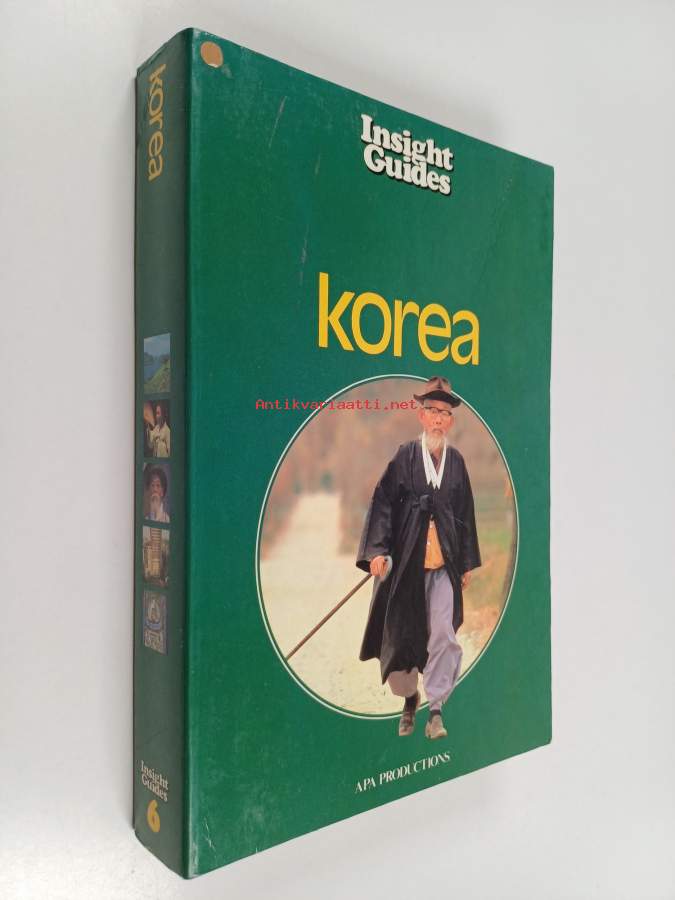 korea
Insight
Guides
6
Insight
Guides
korea
Antikvariaatti.net
APA PRODUCTIONS